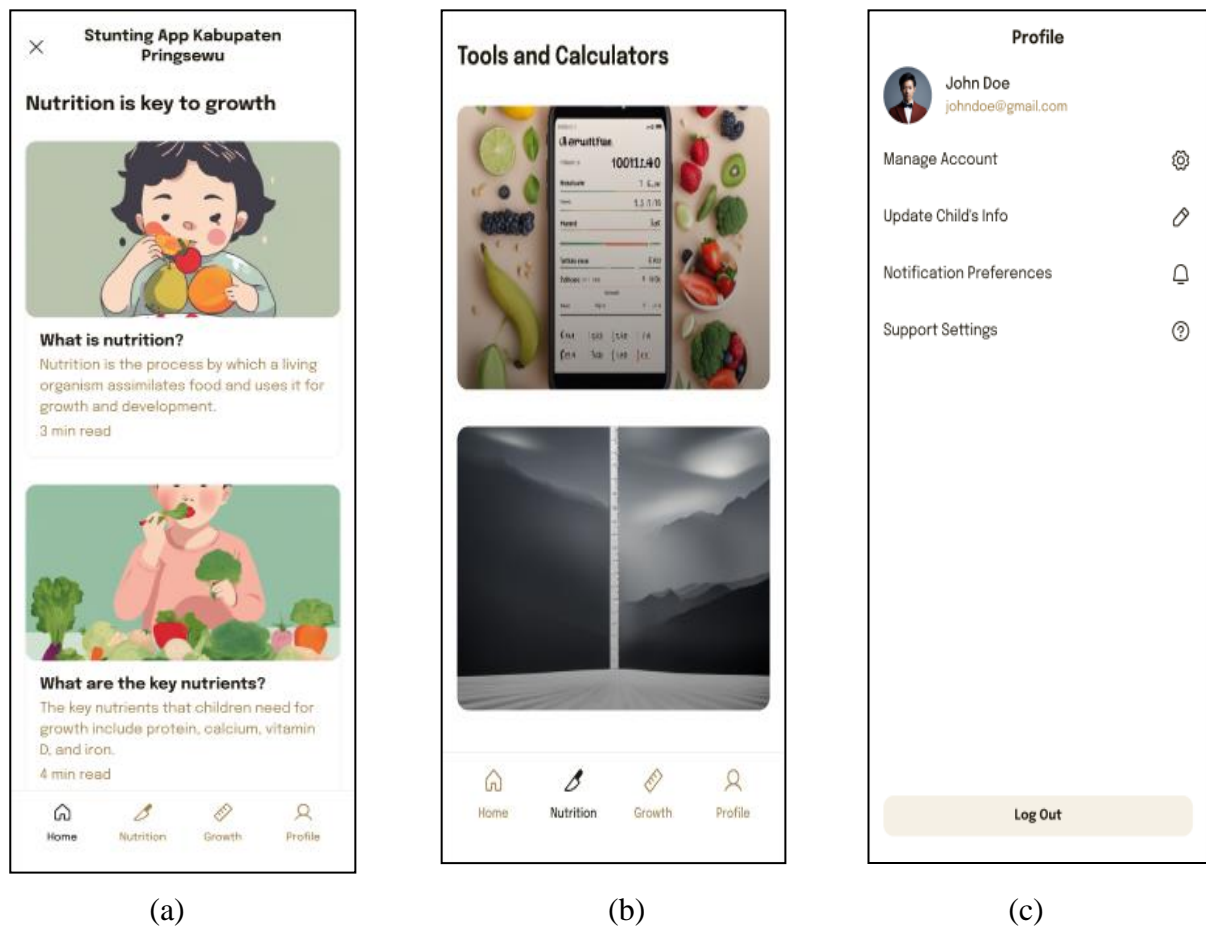 Stunting App Kabupaten
Pringsewu
Nutrition is key to growth
What is nutrition?
Nutrition is the process by which a living
organism assimilates food and uses it for
growth and development.
3 min read
What are the key nutrients?
The key nutrients that children need for
growth include protein, calcium, vitamin
D, and iron.
4 min read
Home Nutrition Growth Profile
(a)
Tools and Calculators
Home Nutrition Growth Profile
(b)
Profile
John Doe
johndoe@gmail.com
Manage Account
Update Child's Info
Notification Preferences
Support Settings
Log Out
(c)